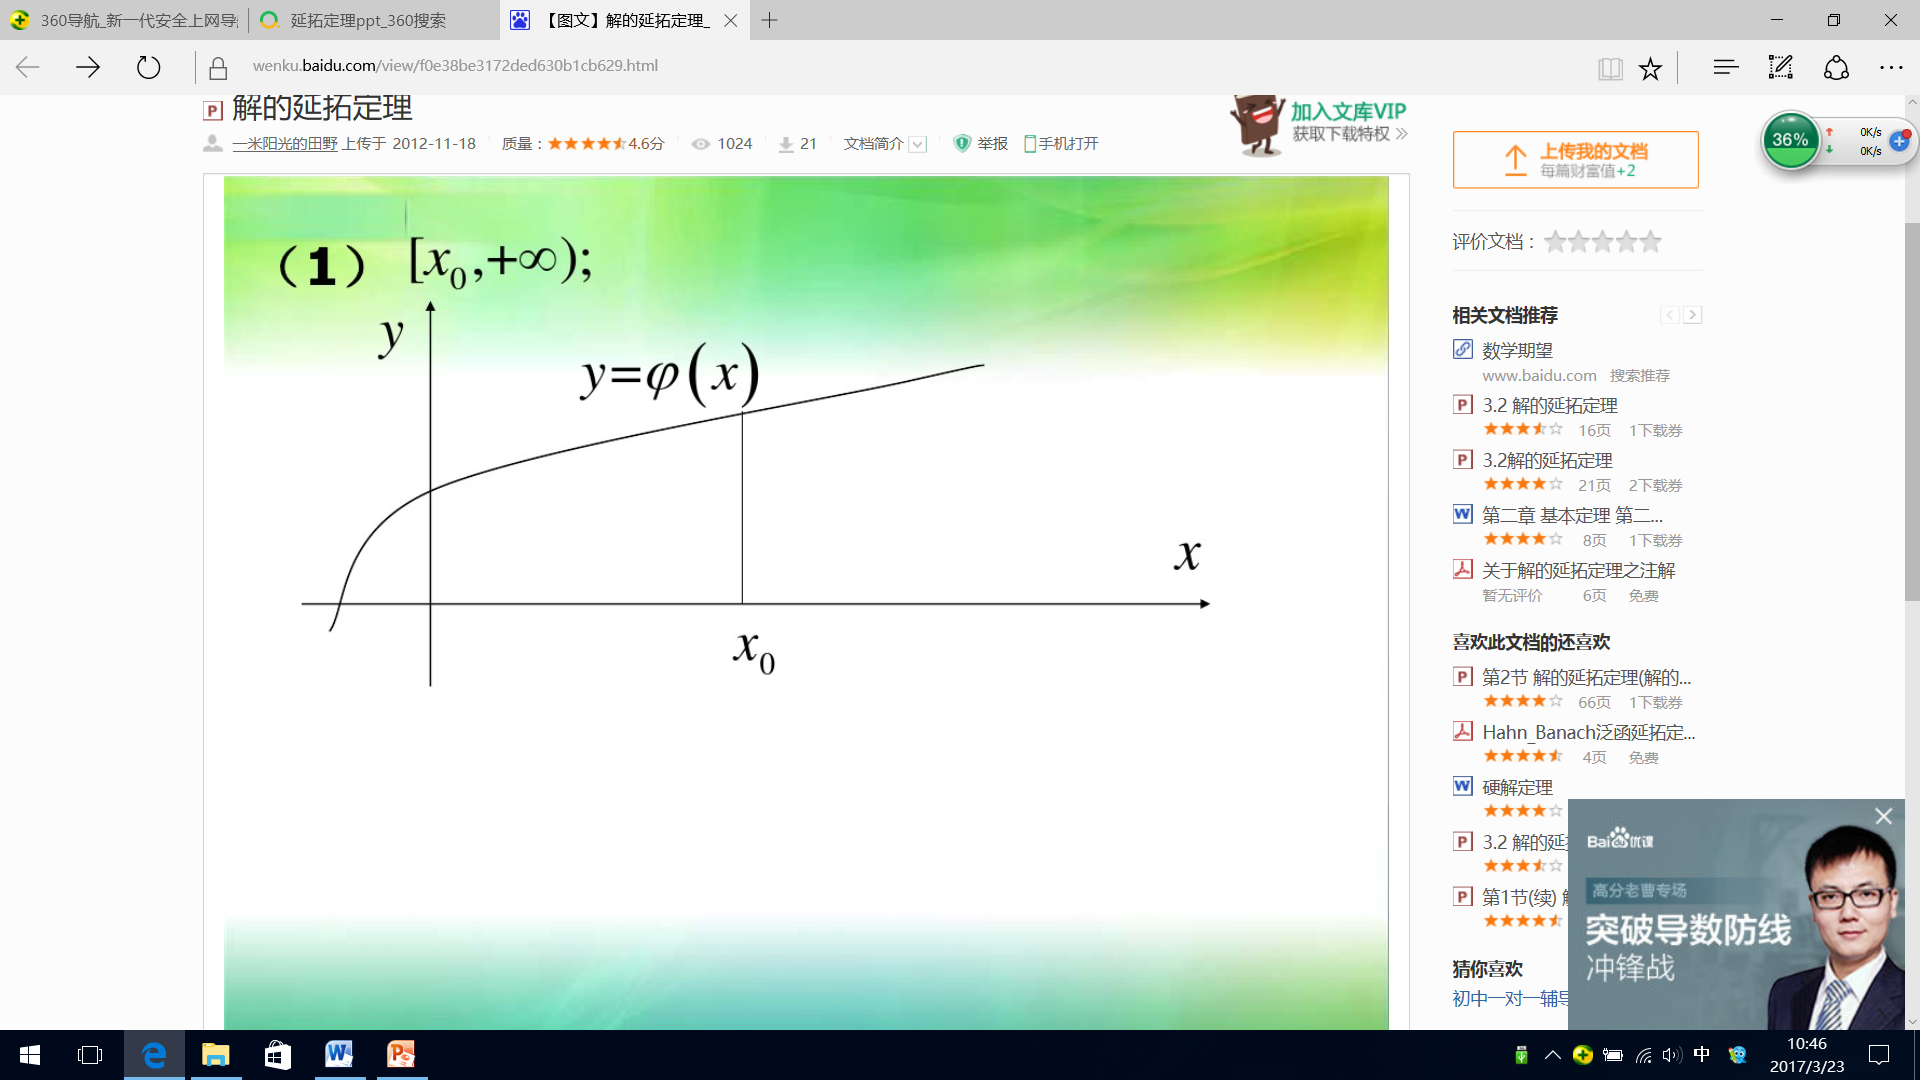 360导航_新一代安全上网导
延拓定理ppt_360搜索
【图文】解的延拓定理_
wenku.baidu.com/view/f0e38be3172ded630b1cb629.html
解的延拓定理
一米阳光的田野 上传于 2012-11-18 质量： 4.6分 1024 21 文档简介 举报 手机打开
加入文库VIP
获取下载特权
上传我的文档
每篇财富值+2
36%
0K/s
0K/s
评价文档：
（1） [x₀,+∞);
y
y=φ(x)
x
x₀
相关文档推荐
数学期望
www.baidu.com 搜索推荐
3.2 解的延拓定理
16页 1下载券
3.2解的延拓定理
21页 2下载券
第二章 基本定理 第二...
8页 1下载券
关于解的延拓定理之注解
暂无评价 6页 免费
喜欢此文档的还喜欢
第2节 解的延拓定理(解的...
66页 1下载券
Hahn_Banach泛函延拓定...
4页 免费
硬解定理
3.2 解的延
第1节(续)
猜你喜欢
初中一对一辅导
Bai优课
高分老曹专场
突破导数防线
冲锋战
中
10:46
2017/3/23